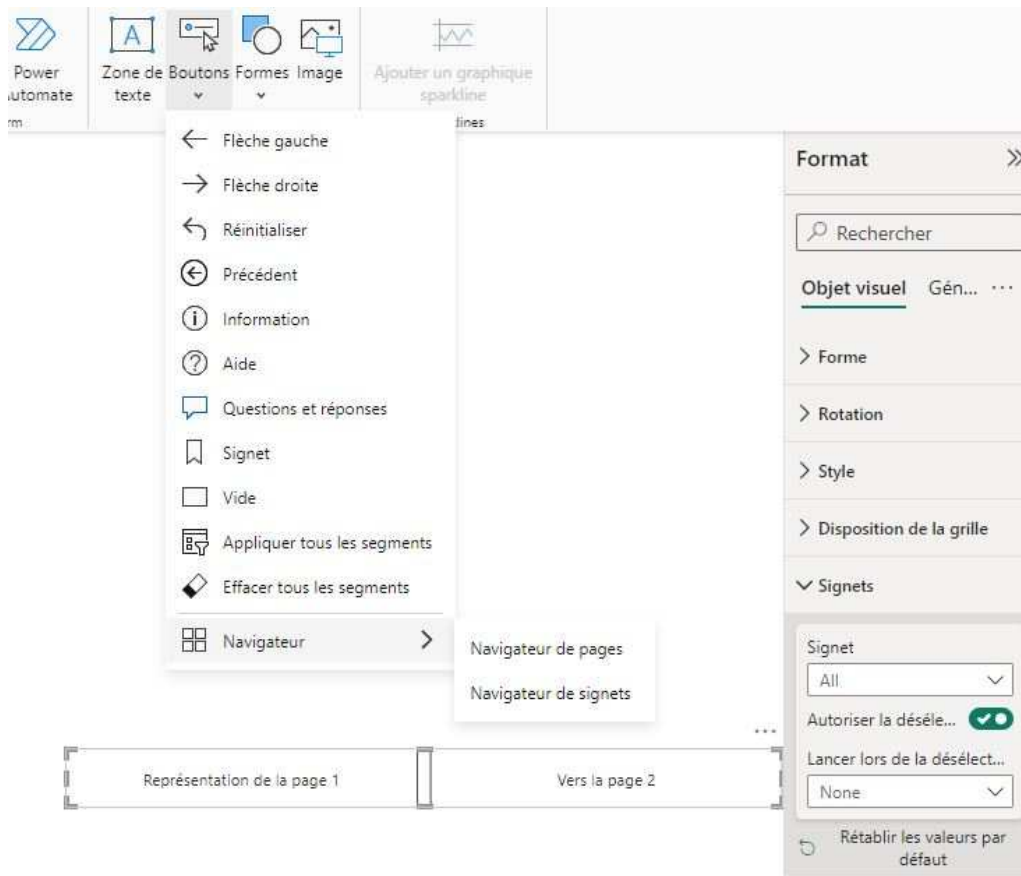 Power
utomate
rm
A
Zone de
texte
Boutons
Formes
Image
Ajouter un graphique
sparkline
lines
Flèche gauche
Flèche droite
Réinitialiser
Précédent
Information
Aide
Questions et réponses
Signet
Vide
Appliquer tous les segments
Effacer tous les segments
Navigateur
Navigateur de pages
Navigateur de signets
Représentation de la page 1
Vers la page 2
Format
Rechercher
Objet visuel Gén... ...
Forme
Rotation
Style
Disposition de la grille
Signets
Signet
All
Autoriser la déséle...
Lancer lors de la désélect...
None
Rétablir les valeurs par
défaut